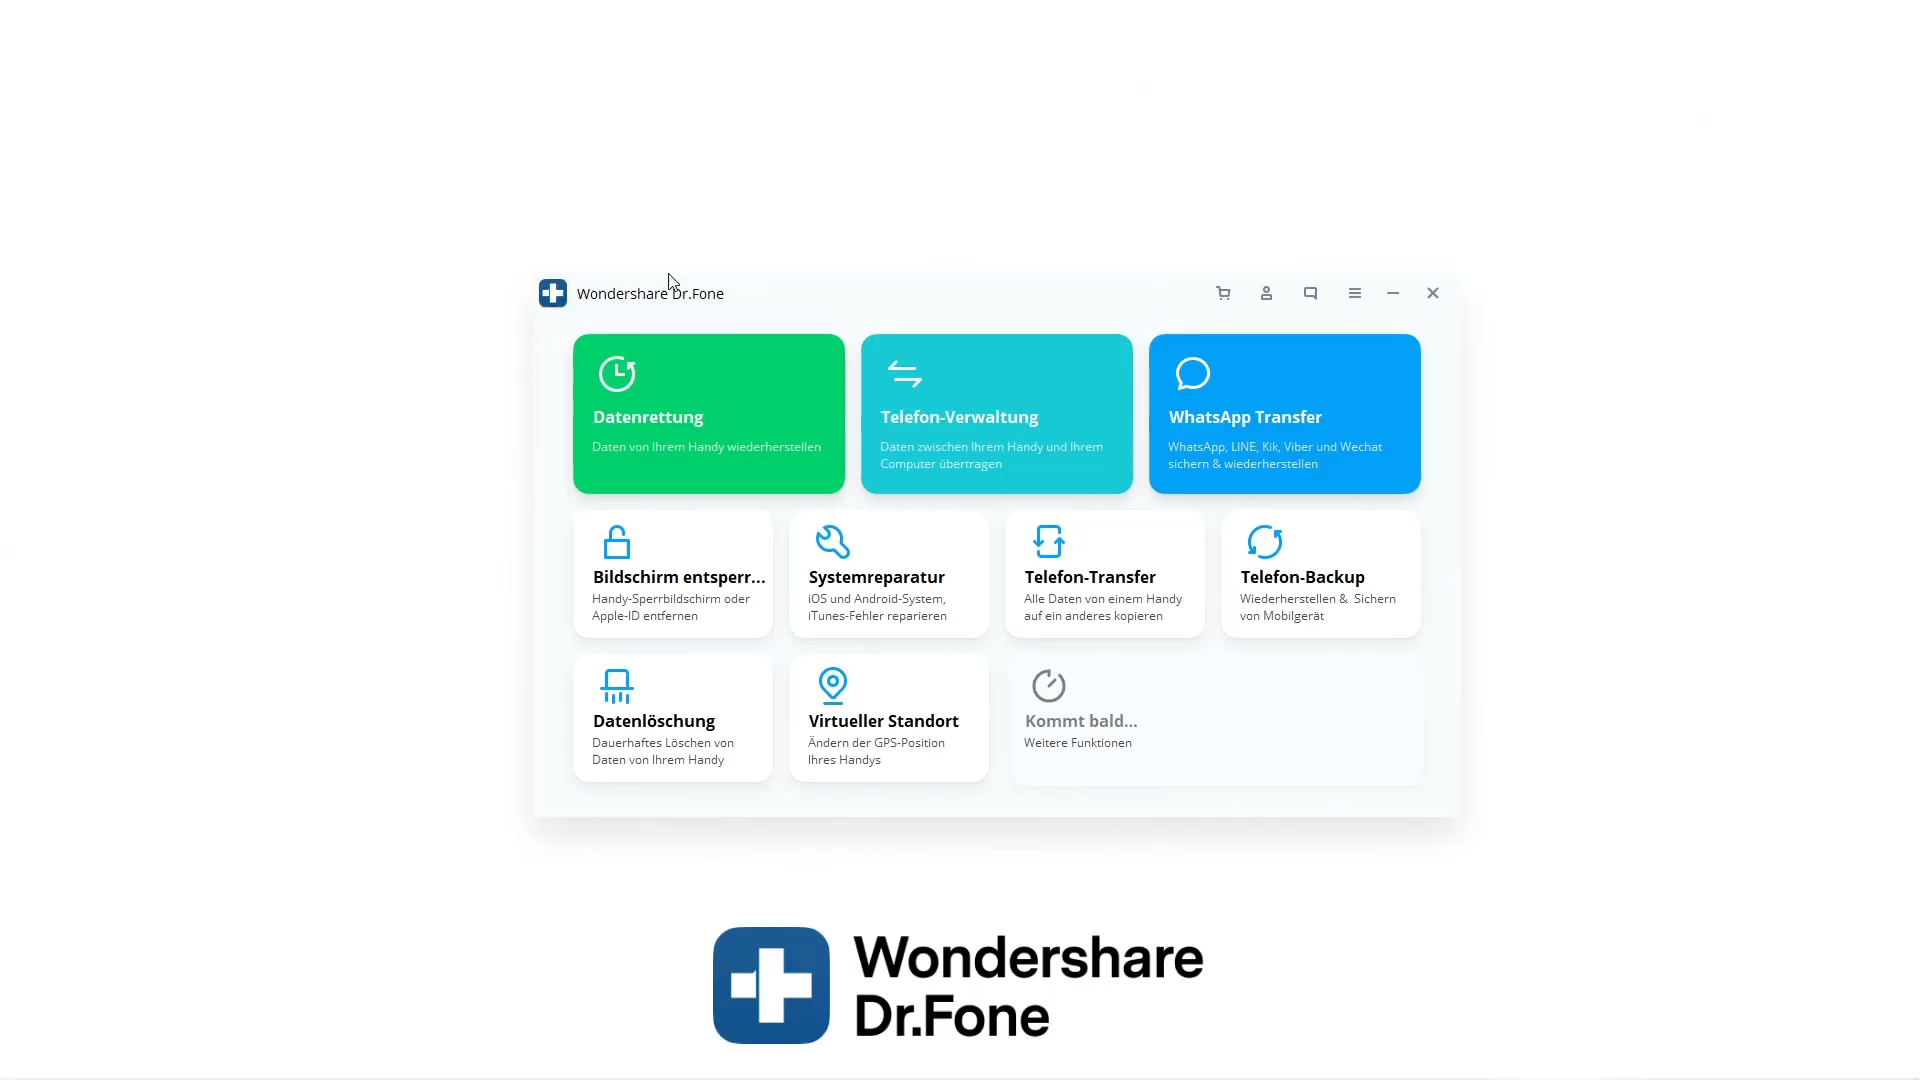 Wondershare Dr.Fone
Datenrettung
Daten von Ihrem Handy wiederherstellen
Telefon-Verwaltung
Daten zwischen Ihrem Handy und Ihrem
Computer übertragen
WhatsApp Transfer
WhatsApp, LINE, Kik, Viber und Wechat
sichern & wiederherstellen
Bildschirm entsperr...
Handy-Sperrbildschirm oder
Apple-ID entfernen
Systemreparatur
iOS und Android-System,
iTunes-Fehler reparieren
Telefon-Transfer
Alle Daten von einem Handy
auf ein anderes kopieren
Telefon-Backup
Wiederherstellen & Sichern
von Mobilgerät
Datenlöschung
Dauerhaftes Löschen von
Daten von Ihrem Handy
Virtueller Standort
Ändern der GPS-Position
Ihres Handys
Kommt bald...
Weitere Funktionen
Wondershare
Dr.Fone